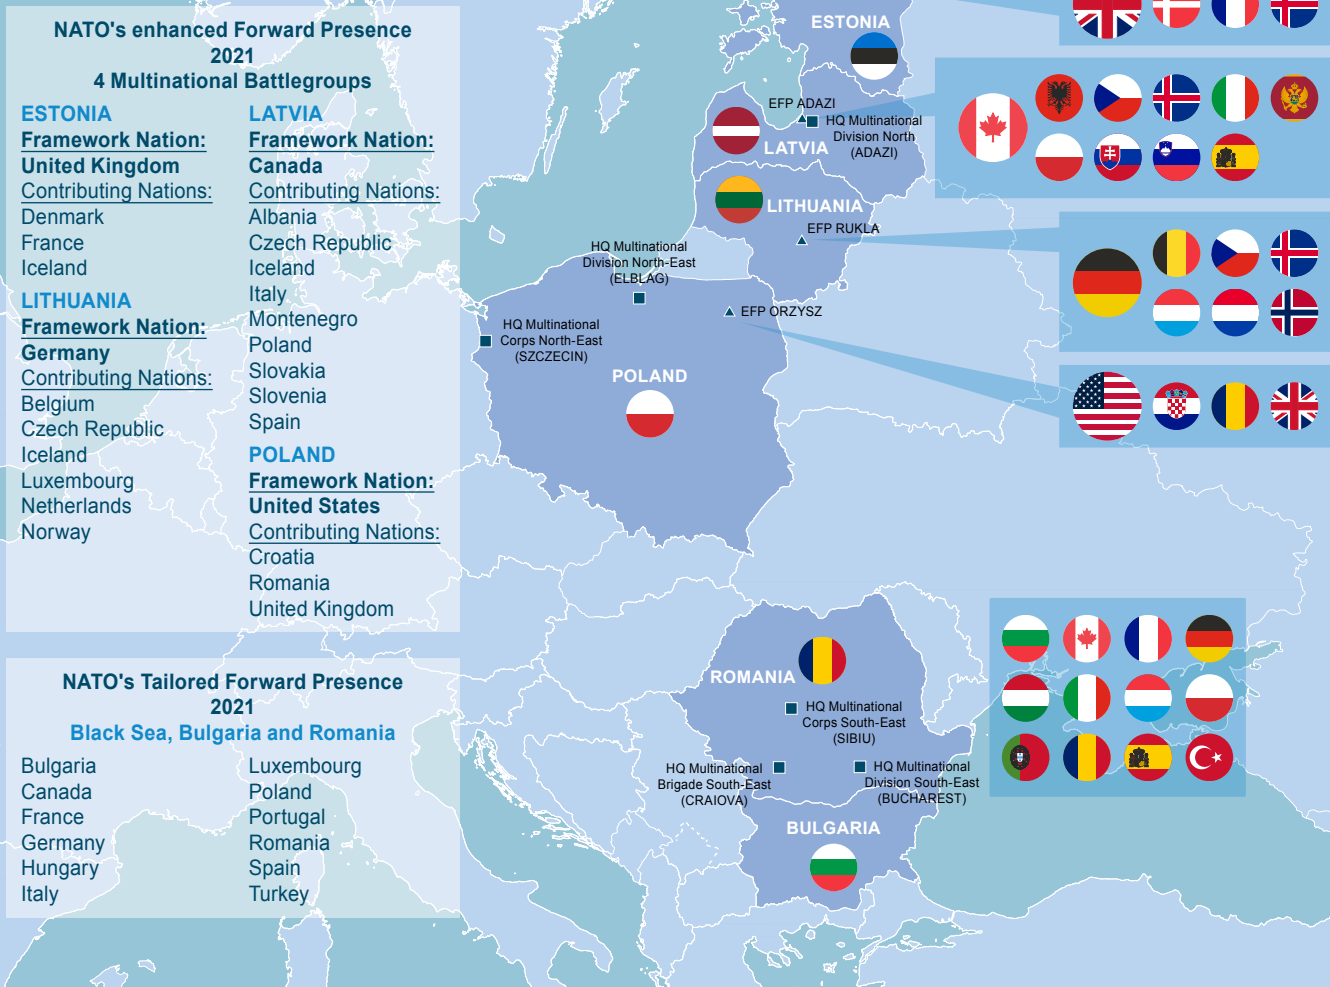 NATO's enhanced Forward Presence
2021
4 Multinational Battlegroups
ESTONIA
Framework Nation:
United Kingdom
Contributing Nations:
Denmark
France
Iceland
LITHUANIA
Framework Nation:
Germany
Contributing Nations:
Belgium
Czech Republic
Iceland
Luxembourg
Netherlands
Norway
LATVIA
Framework Nation:
Canada
Contributing Nations:
Albania
Czech Republic
Iceland
Italy
Montenegro
Poland
Slovakia
Slovenia
Spain
POLAND
Framework Nation:
United States
Contributing Nations:
Croatia
Romania
United Kingdom
NATO's Tailored Forward Presence
2021
Black Sea, Bulgaria and Romania
Bulgaria
Canada
France
Germany
Hungary
Italy
Luxembourg
Poland
Portugal
Romania
Spain
Turkey
ESTONIA
EFP ADAZI
HQ Multinational
Division North
(ADAZI)
LATVIA
LITHUANIA
EFP RUKLA
HQ Multinational
Division North-East
(ELBLAG)
EFP ORZYSZ
HQ Multinational
Corps North-East
(SZCZECIN)
POLAND
ROMANIA
HQ Multinational
Corps South-East
(SIBIU)
HQ Multinational
Brigade South-East
(CRAIOVA)
HQ Multinational
Division South-East
(BUCHAREST)
BULGARIA